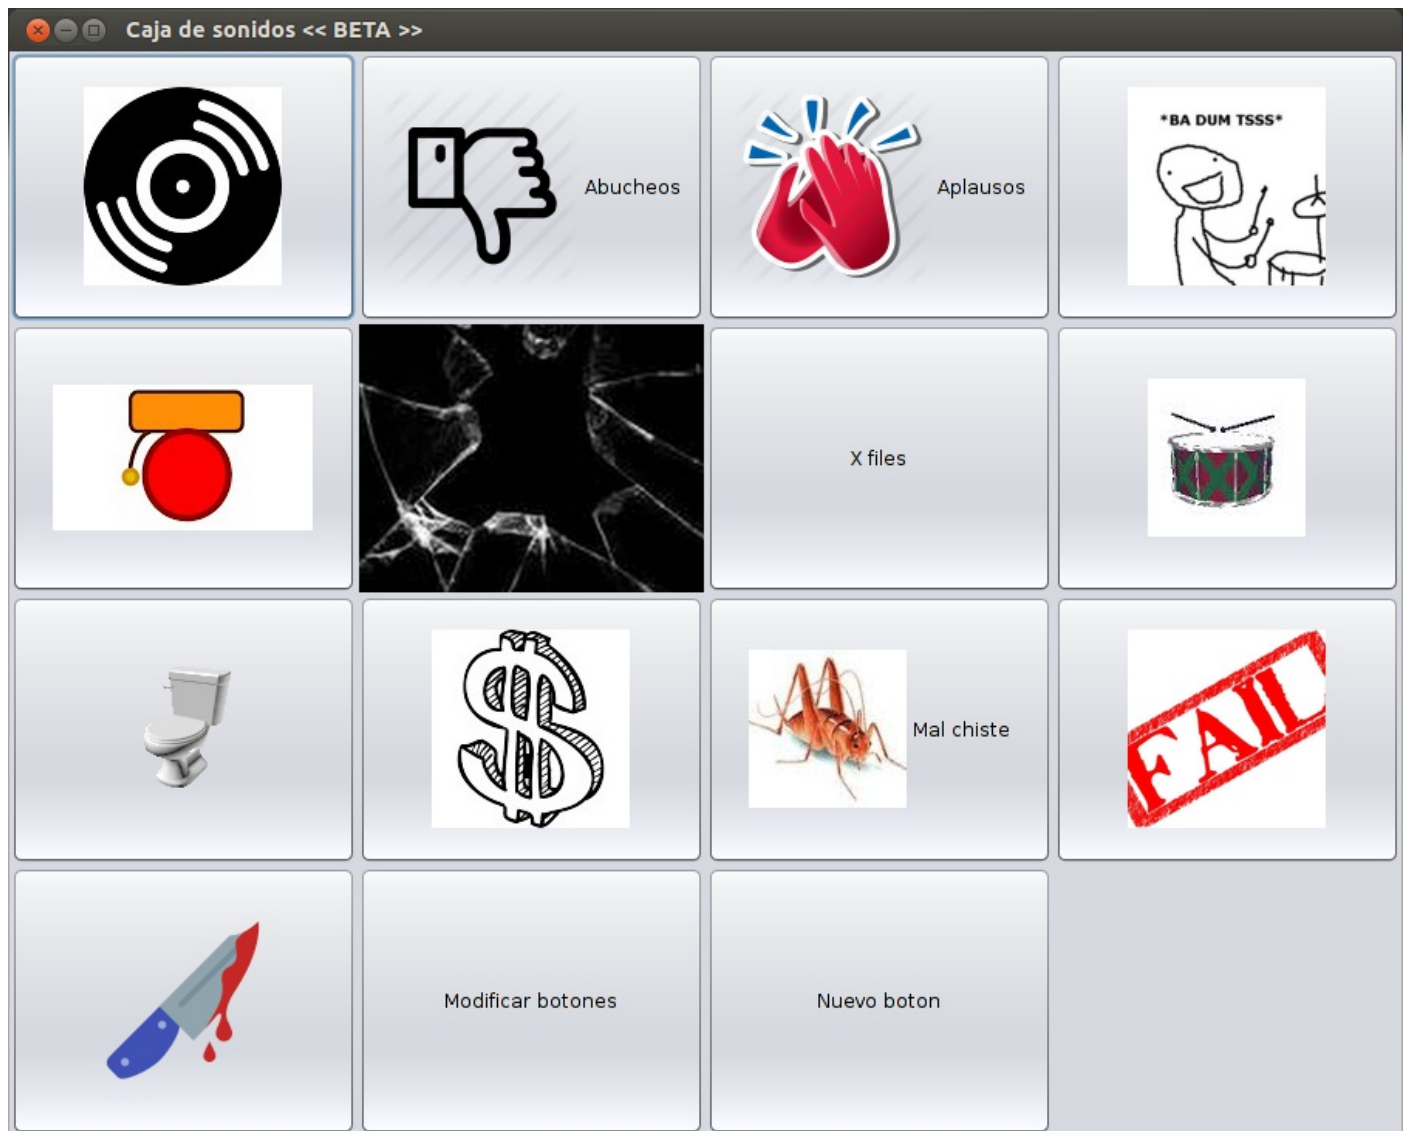 Caja de sonidos << BETA >>
Abucheos
Aplausos
*BA DUM TSSS*
X files
Mal chiste
FAIL
Modificar botones
Nuevo boton